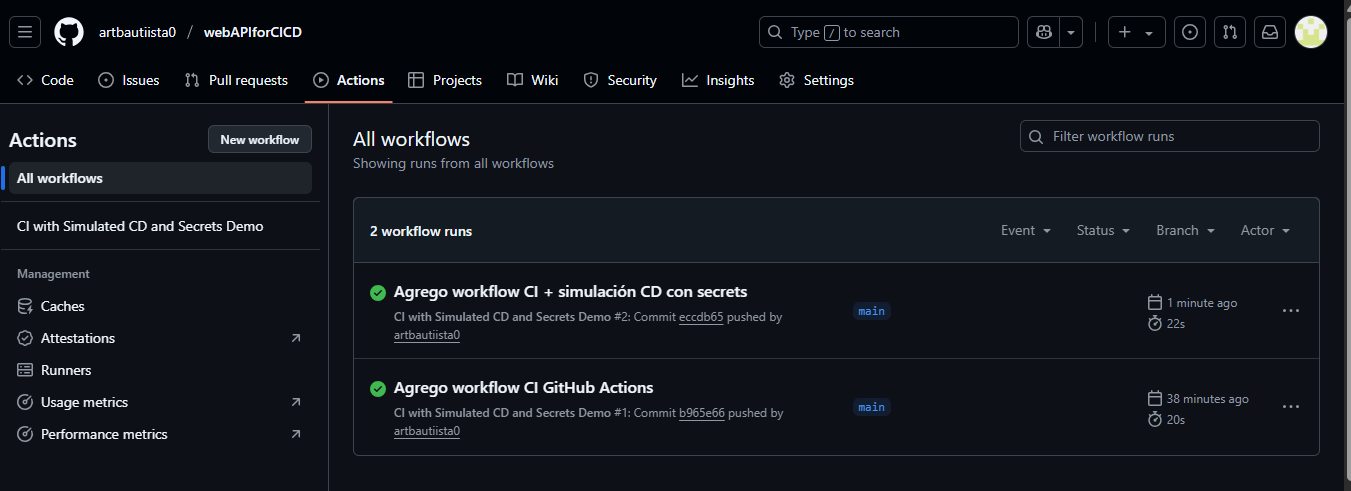 artbautiista0 / webAPIforCICD
Type / to search
Code
Issues
Pull requests
Actions
Projects
Wiki
Security
Insights
Settings
Actions
New workflow
All workflows
CI with Simulated CD and Secrets Demo
Management
Caches
Attestations
Runners
Usage metrics
Performance metrics
All workflows
Showing runs from all workflows
Filter workflow runs
2 workflow runs
Event
Status
Branch
Actor
Agrego workflow CI + simulación CD con secrets
CI with Simulated CD and Secrets Demo #2: Commit eccdb65 pushed by
artbautiista0
main
1 minute ago
22s
Agrego workflow CI GitHub Actions
CI with Simulated CD and Secrets Demo #1: Commit b965e66 pushed by
artbautiista0
main
38 minutes ago
20s